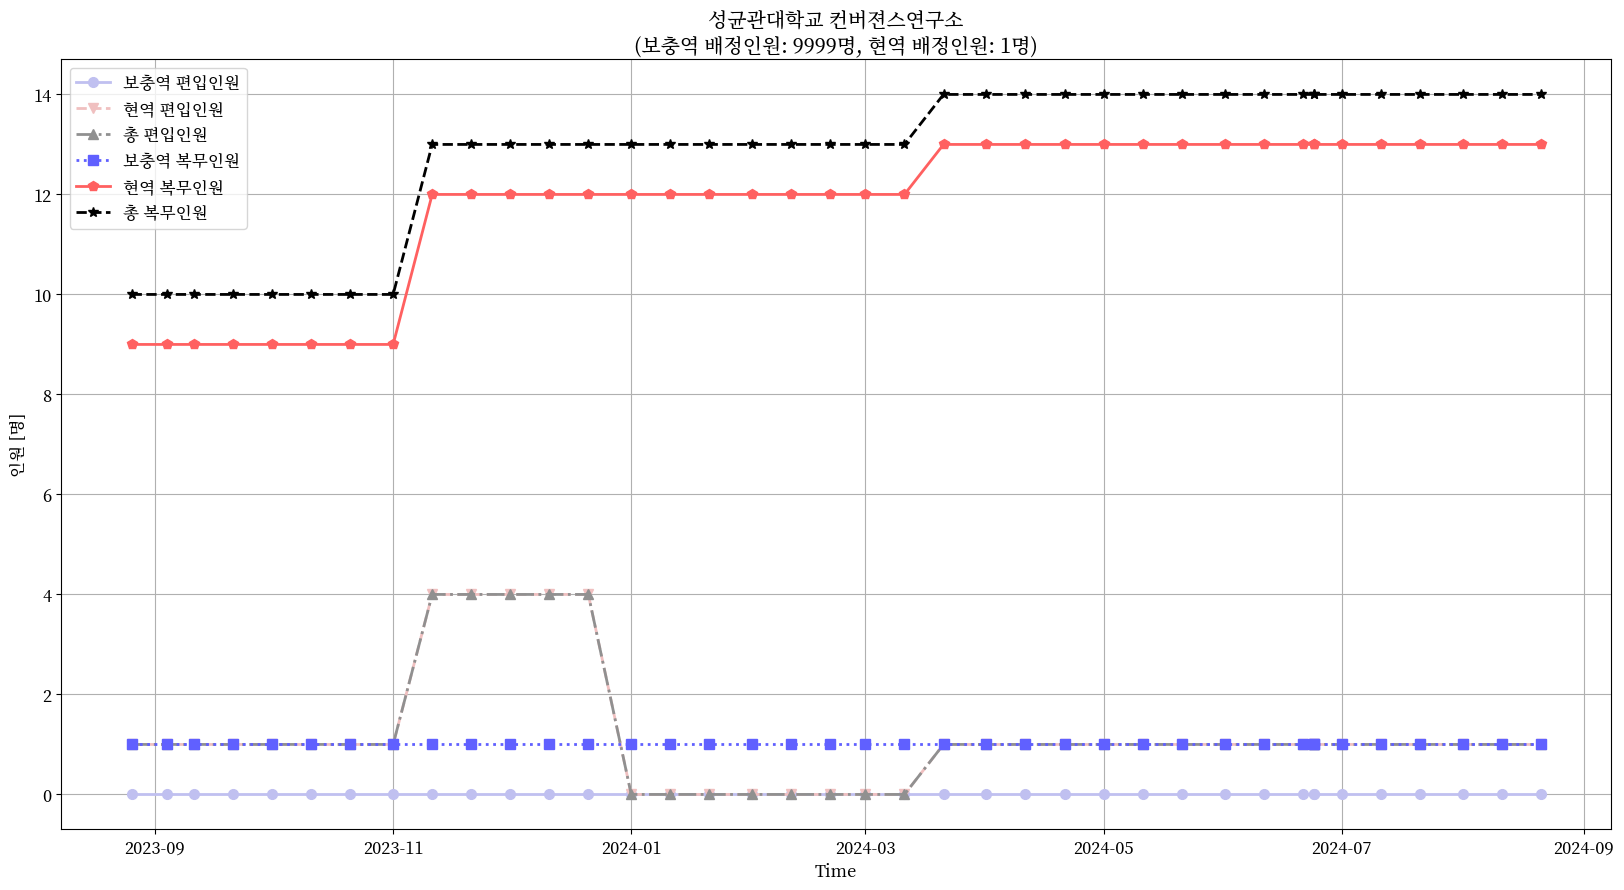 성균관대학교 컨버젼스연구소
(보충역 배정인원: 9999명, 현역 배정인원: 1명)
보충역 편입인원
현역 편입인원
총 편입인원
보충역 복무인원
현역 복무인원
총 복무인원
14
12
10
8
6
4
2
0
인원 [명]
2023-09
2023-11
2024-01
2024-03
2024-05
2024-07
2024-09
Time